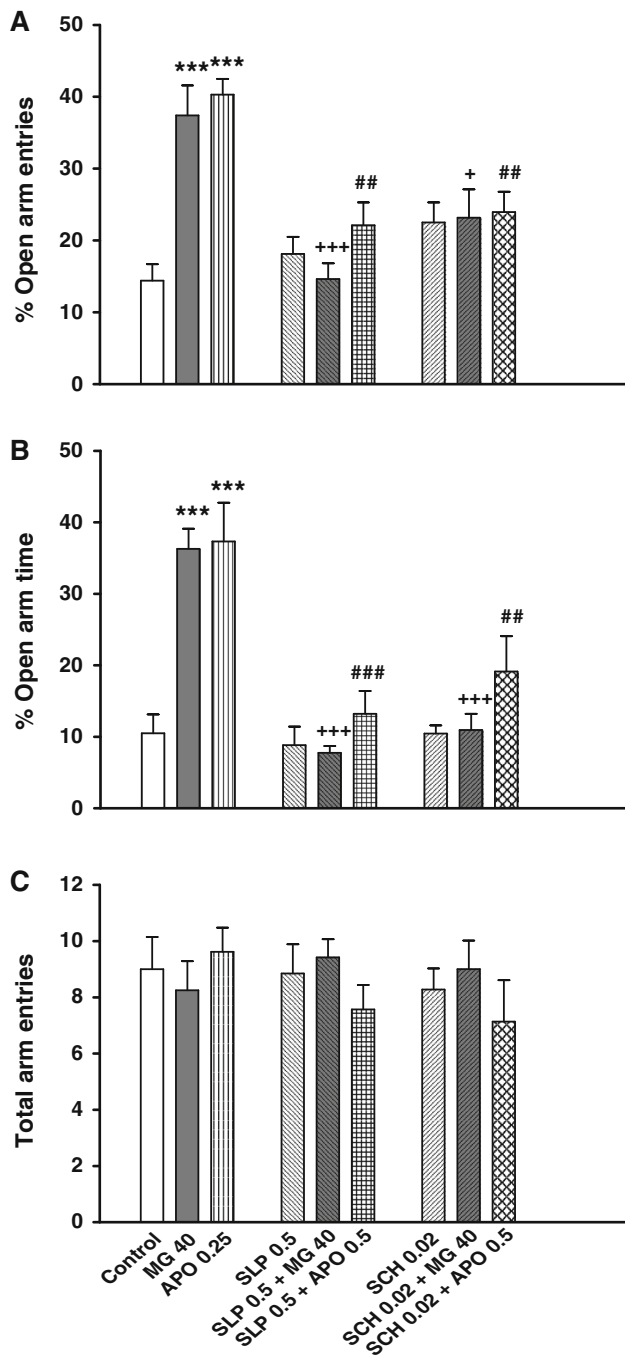 A
% Open arm entries
50
40
30
20
10
0
*** ***
+++
##
+
##
B
% Open arm time
50
40
30
20
10
0
***
***
+++
###
+++
##
C
Total arm entries
12
10
8
6
4
2
0
Control
MG 40
APO 0.25
SLP 0.5
SLP 0.5 + MG 40
SLP 0.5 + APO 0.5
SCH 0.02
SCH 0.02 + MG 40
SCH 0.02 + APO 0.5